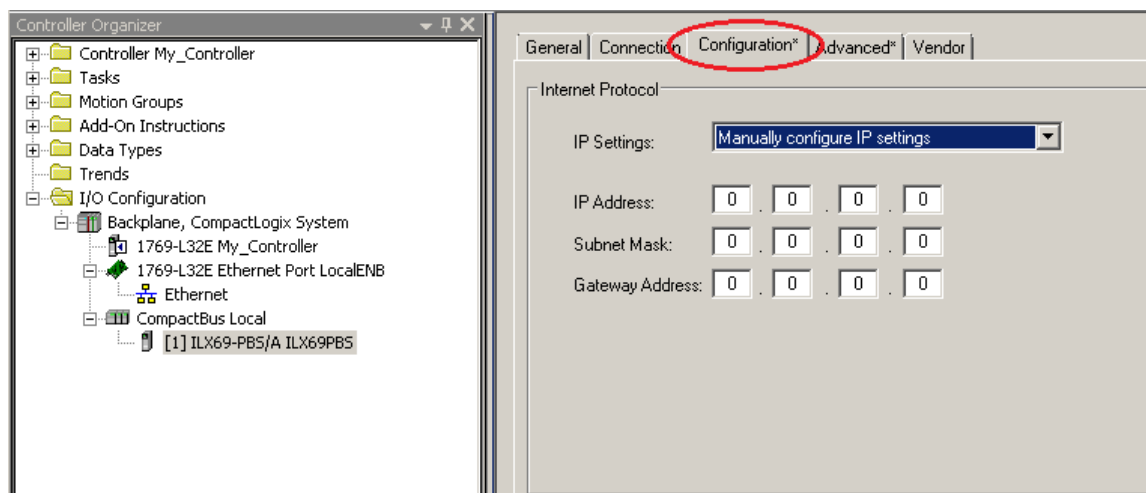 Controller Organizer
Controller My_Controller
Tasks
Motion Groups
Add-On Instructions
Data Types
Trends
I/O Configuration
Backplane, CompactLogix System
1769-L32E My_Controller
1769-L32E Ethernet Port LocalENB
Ethernet
CompactBus Local
[1] ILX69-PBS/A ILX69PBS
General Connection Configuration* Advanced* Vendor
Internet Protocol
IP Settings: Manually configure IP settings
IP Address: 0 . 0 . 0 . 0
Subnet Mask: 0 . 0 . 0 . 0
Gateway Address: 0 . 0 . 0 . 0